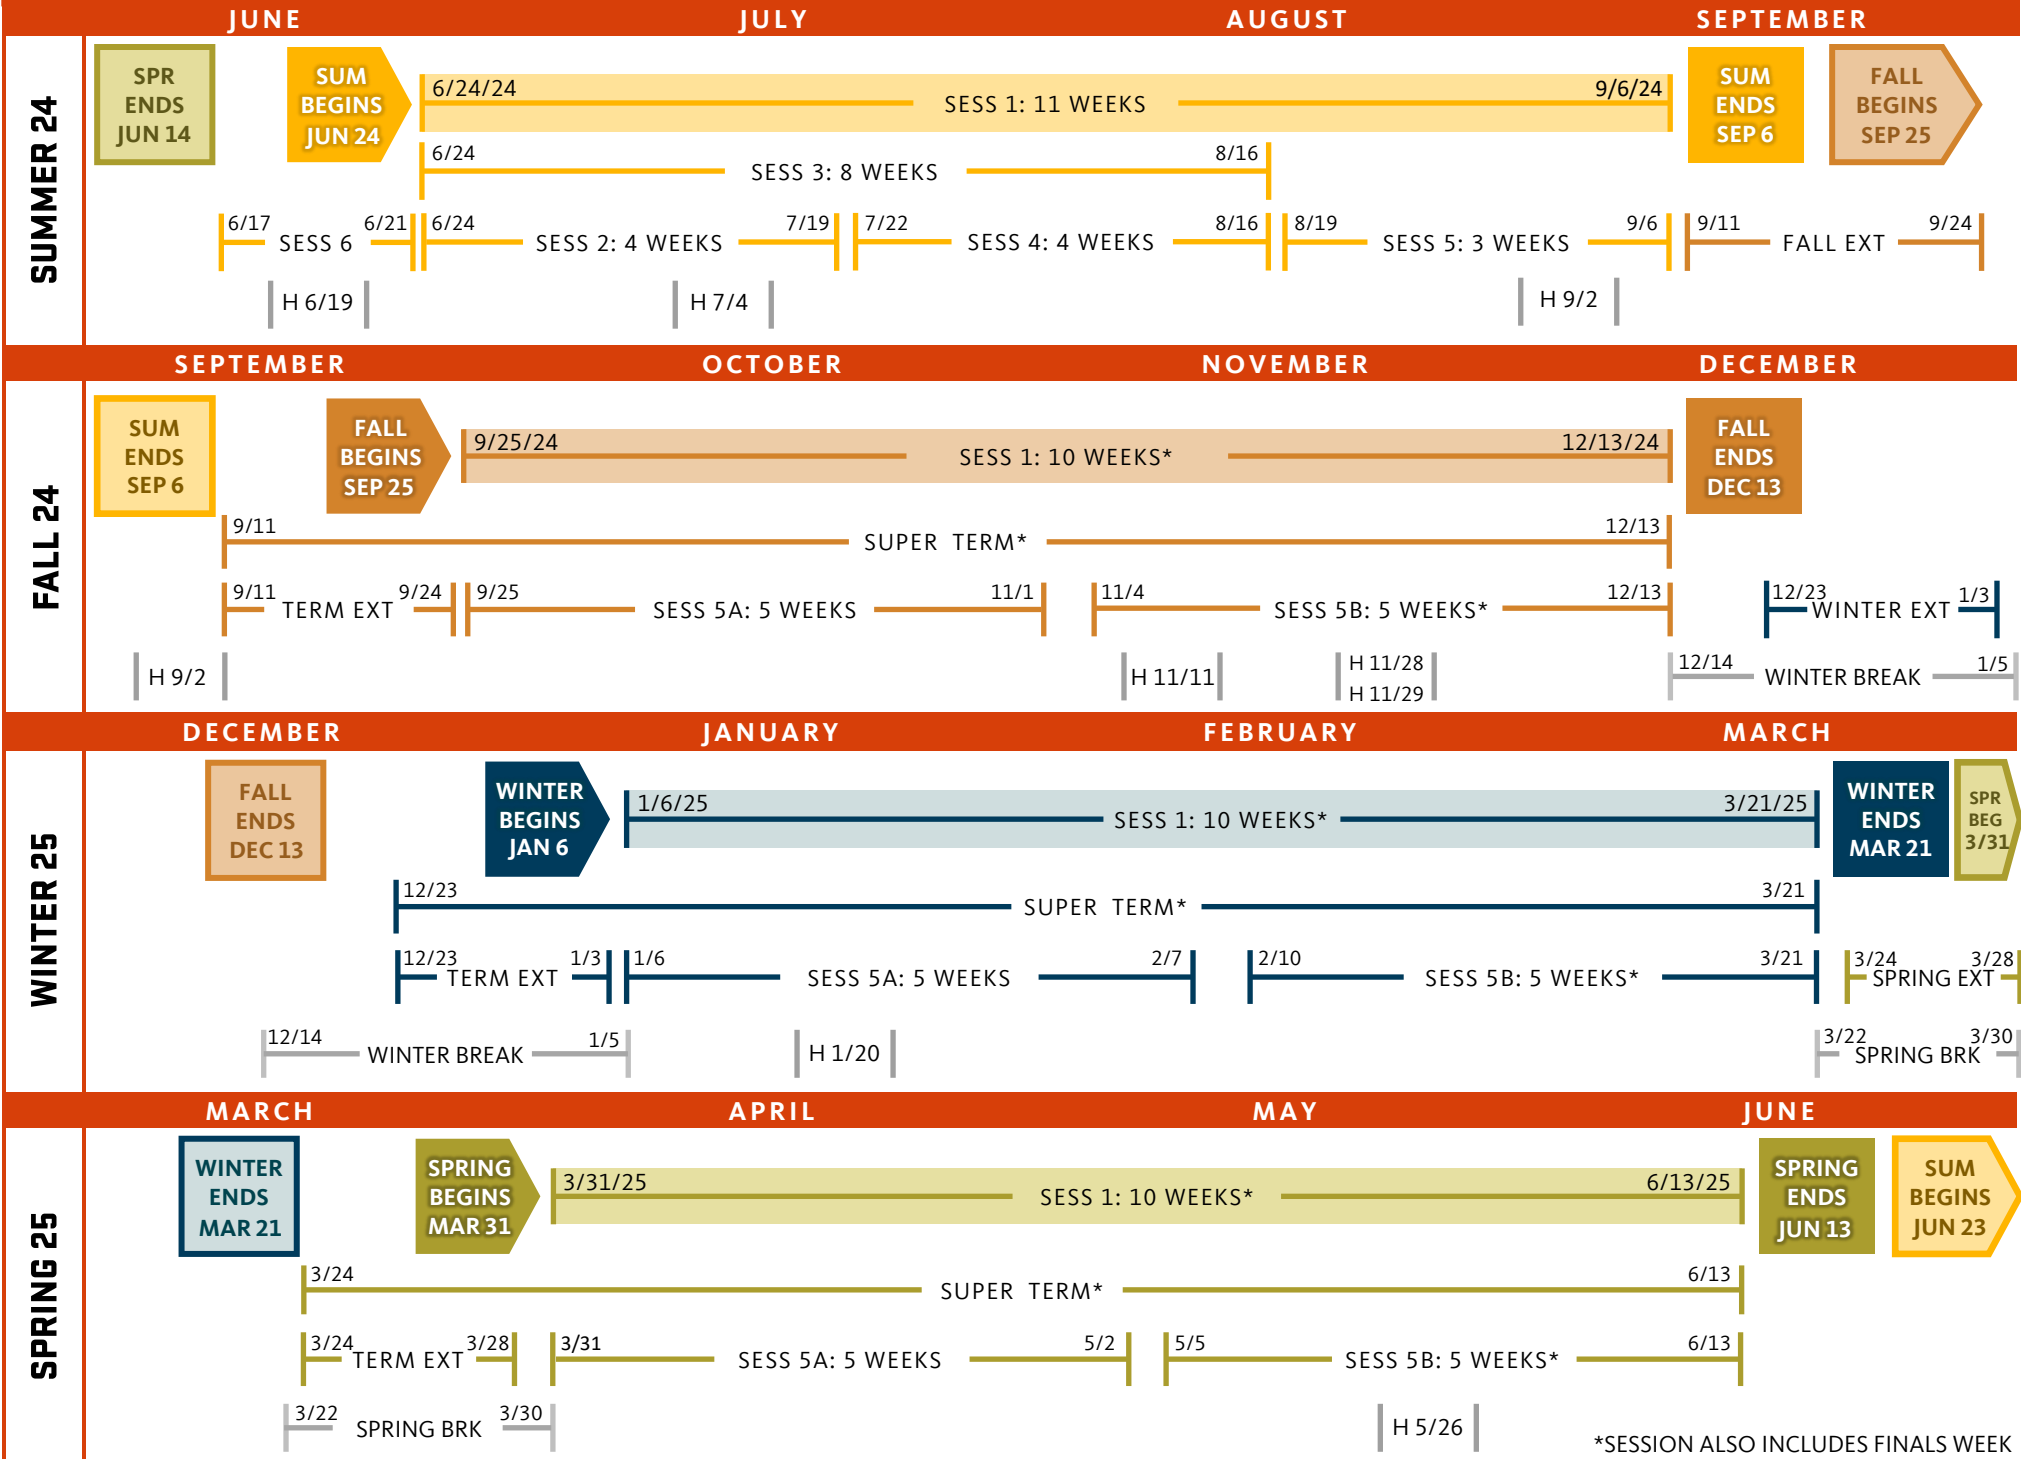 JUNE JULY AUGUST SEPTEMBER
SUMMER 24
SPR
ENDS
JUN 14
SUM
BEGINS
JUN 24
6/24/24 SESS 1: 11 WEEKS 9/6/24
SUM
ENDS
SEP 6
FALL
BEGINS
SEP 25
6/24 SESS 3: 8 WEEKS 8/16
6/17 SESS 6 6/21 6/24 SESS 2: 4 WEEKS 7/19 7/22 SESS 4: 4 WEEKS 8/16 8/19 SESS 5: 3 WEEKS 9/6 9/11 FALL EXT 9/24
H 6/19 H 7/4 H 9/2
SEPTEMBER OCTOBER NOVEMBER DECEMBER
FALL 24
SUM
ENDS
SEP 6
FALL
BEGINS
SEP 25
9/25/24 SESS 1: 10 WEEKS* 12/13/24
FALL
ENDS
DEC 13
9/11 SUPER TERM* 12/13
9/11 TERM EXT 9/24 9/25 SESS 5A: 5 WEEKS 11/1 11/4 SESS 5B: 5 WEEKS* 12/13 12/23 WINTER EXT 1/3
H 9/2 H 11/11 H 11/28
H 11/29
12/14 WINTER BREAK 1/5
DECEMBER JANUARY FEBRUARY MARCH
WINTER 25
FALL
ENDS
DEC 13
WINTER
BEGINS
JAN 6
1/6/25 SESS 1: 10 WEEKS* 3/21/25
WINTER
ENDS
MAR 21
SPR
BEG
3/31
12/23 SUPER TERM* 3/21
12/23 TERM EXT 1/3 1/6 SESS 5A: 5 WEEKS 2/7 2/10 SESS 5B: 5 WEEKS* 3/21 3/24 SPRING EXT 3/28
12/14 WINTER BREAK 1/5 H 1/20 3/22 SPRING BRK 3/30
MARCH APRIL MAY JUNE
SPRING 25
WINTER
ENDS
MAR 21
SPRING
BEGINS
MAR 31
3/31/25 SESS 1: 10 WEEKS* 6/13/25
SPRING
ENDS
JUN 13
SUM
BEGINS
JUN 23
3/24 SUPER TERM* 6/13
3/24 TERM EXT 3/28 3/31 SESS 5A: 5 WEEKS 5/2 5/5 SESS 5B: 5 WEEKS* 6/13
3/22 SPRING BRK 3/30 H 5/26
*SESSION ALSO INCLUDES FINALS WEEK